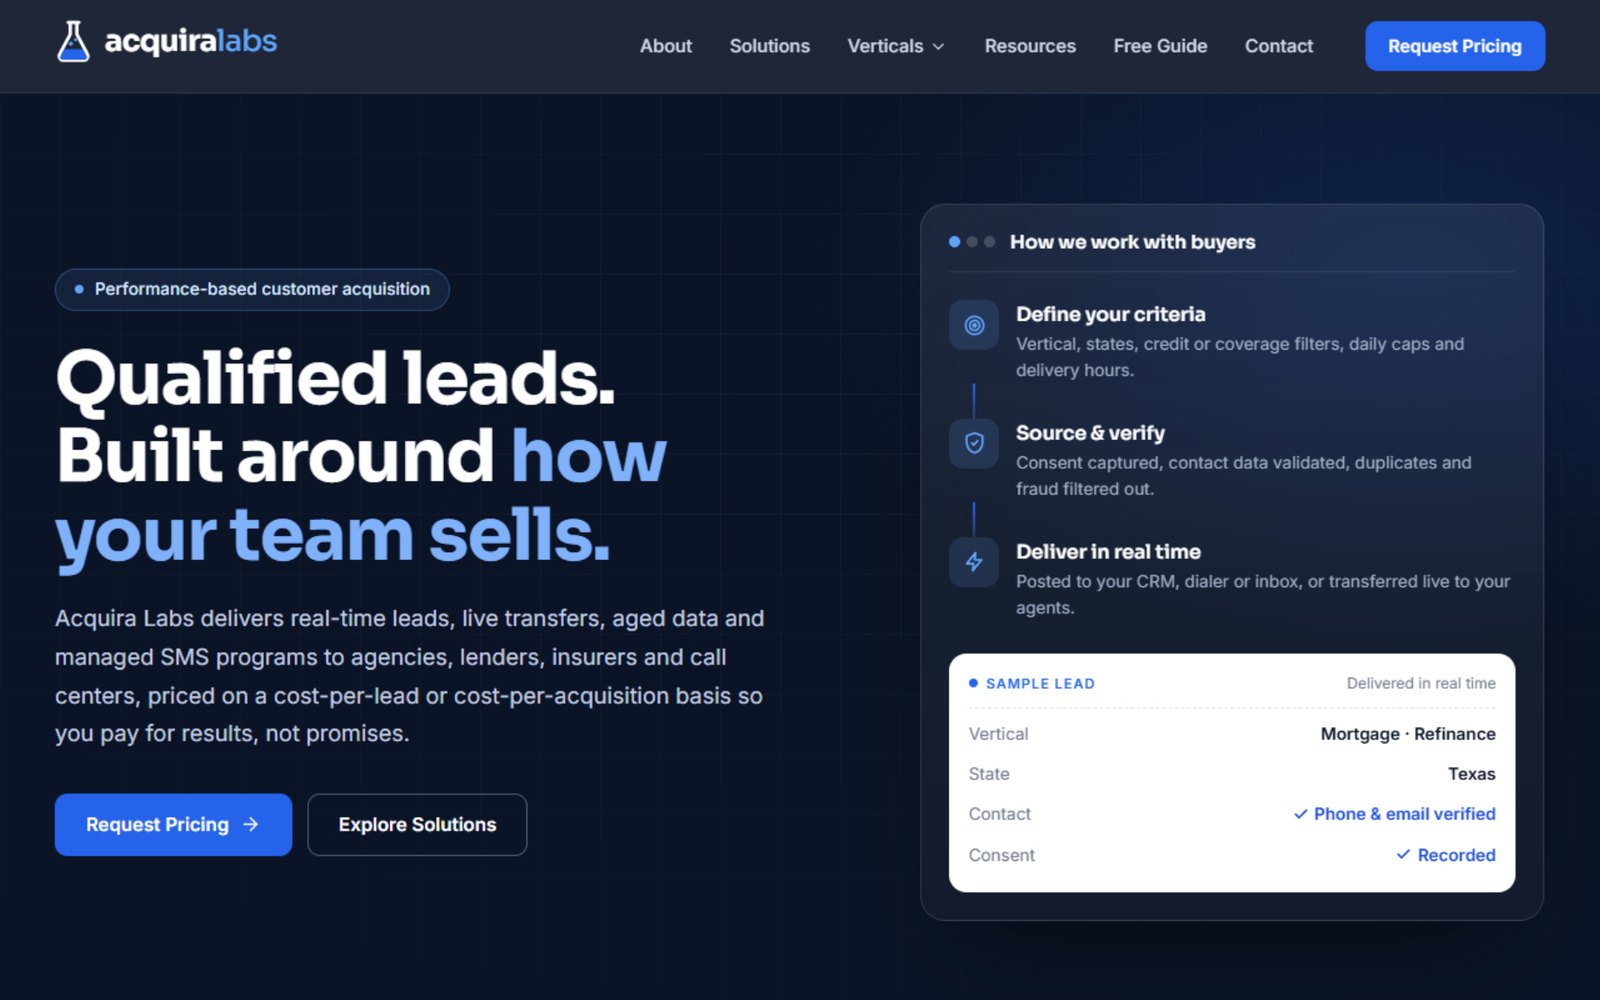 acquiralabs
About
Solutions
Verticals
Resources
Free Guide
Contact
Request Pricing
Performance-based customer acquisition
Qualified leads.
Built around how
your team sells.
Acquira Labs delivers real-time leads, live transfers, aged data and
managed SMS programs to agencies, lenders, insurers and call
centers, priced on a cost-per-lead or cost-per-acquisition basis so
you pay for results, not promises.
Request Pricing
Explore Solutions
How we work with buyers
Define your criteria
Vertical, states, credit or coverage filters, daily caps and
delivery hours.
Source & verify
Consent captured, contact data validated, duplicates and
fraud filtered out.
Deliver in real time
Posted to your CRM, dialer or inbox, or transferred live to your
agents.
SAMPLE LEAD
Delivered in real time
Vertical
Mortgage · Refinance
State
Texas
Contact
Phone & email verified
Consent
Recorded